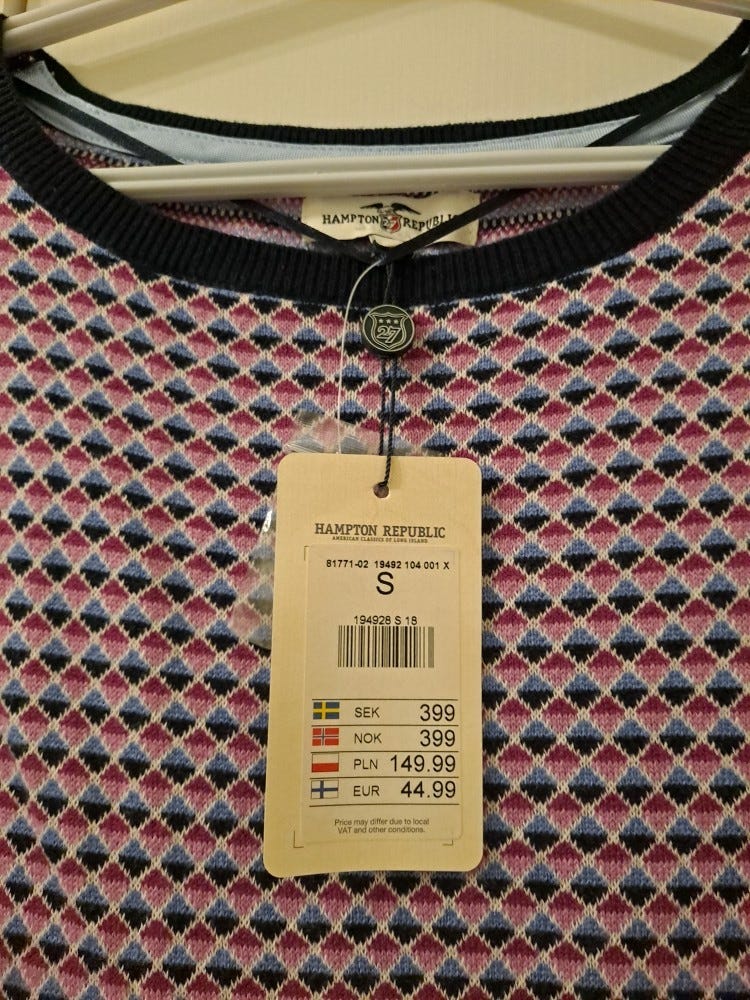 HAMPTON REPUBLIC
27
HAMPTON REPUBLIC
AMERICAN CLASSICS OF LONG ISLAND
81771-02 19492 104 001 X
S
194928 S 18
SEK 399
NOK 399
PLN 149.99
EUR 44.99
Price may differ due to local
VAT and other conditions.